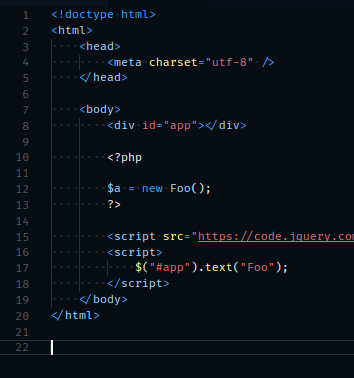 1 <!doctype html>
2 <html>
3 <head>
4 <meta charset="utf-8" />
5 </head>
6
7 <body>
8 <div id="app"></div>
9
10 <?php
11
12 $a = new Foo();
13 ?>
14
15 <script src="https://code.jquery.co
16 <script>
17 $("#app").text("Foo");
18 </script>
19 </body>
20 </html>
21
22